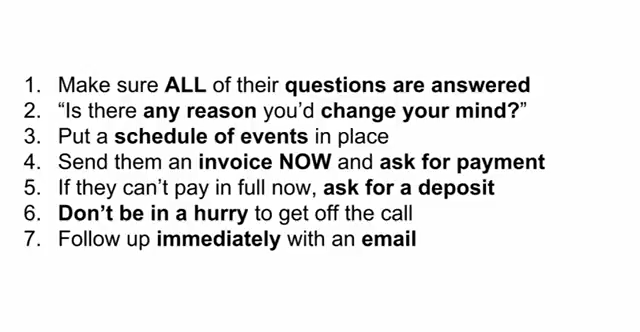 1. Make sure ALL of their questions are answered
2. “Is there any reason you’d change your mind?”
3. Put a schedule of events in place
4. Send them an invoice NOW and ask for payment
5. If they can’t pay in full now, ask for a deposit
6. Don’t be in a hurry to get off the call
7. Follow up immediately with an email